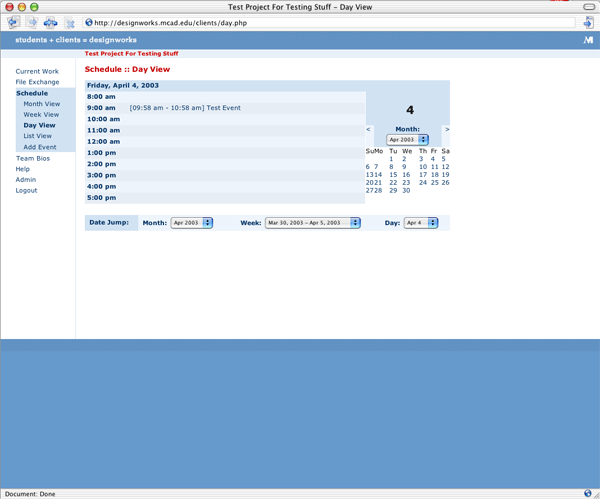 Test Project For Testing Stuff - Day View
http://designworks.mcad.edu/clients/day.php
students + clients = designworks
M
Test Project For Testing Stuff
Current Work
File Exchange
Schedule
Month View
Week View
Day View
List View
Add Event
Team Bios
Help
Admin
Logout
Schedule :: Day View
Friday, April 4, 2003
8:00 am
9:00 am [09:58 am - 10:58 am] Test Event
10:00 am
11:00 am
12:00 am
1:00 pm
2:00 pm
3:00 pm
4:00 pm
5:00 pm
4
< Month: >
Apr 2003
Su Mo Tu We Th Fr Sa
1 2 3 4 5
6 7 8 9 10 11 12
13 14 15 16 17 18 19
20 21 22 23 24 25 26
27 28 29 30
Date Jump: Month: Apr 2003 Week: Mar 30, 2003 - Apr 5, 2003 Day: Apr 4
Document: Done